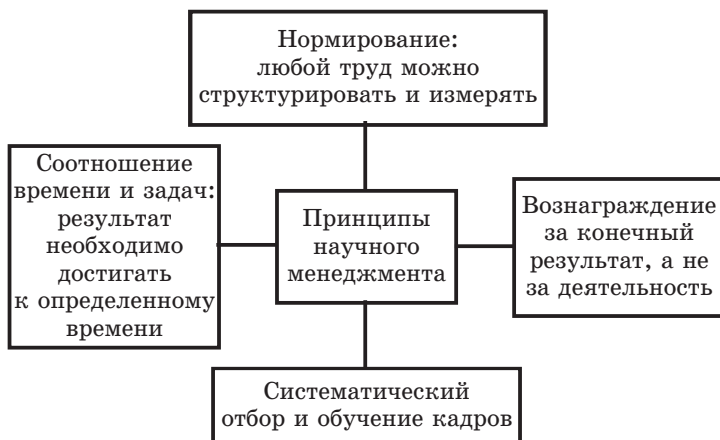 Нормирование:
любой труд можно
структурировать и измерять
Соотношение
времени и задач:
результат
необходимо
достигать
к определенному
времени
Принципы
научного
менеджмента
Вознаграждение
за конечный
результат, а не
за деятельность
Систематический
отбор и обучение кадров